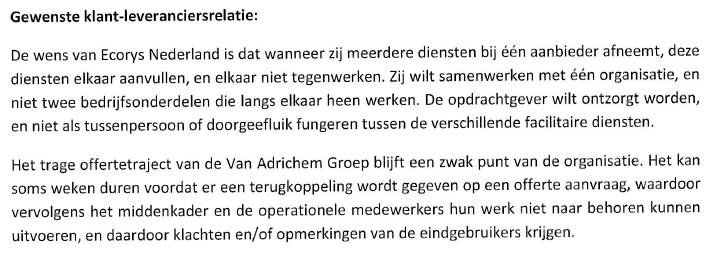 Gewenste klant-leveranciersrelatie:
De wens van Ecorys Nederland is dat wanneer zij meerdere diensten bij één aanbieder afneemt, deze
diensten elkaar aanvullen, en elkaar niet tegenwerken. Zij wilt samenwerken met één organisatie, en
niet twee bedrijfsonderdelen die langs elkaar heen werken. De opdrachtgever wilt ontzorgt worden,
en niet als tussenpersoon of doorgeefluik fungeren tussen de verschillende facilitaire diensten.
Het trage offertetraject van de Van Adrichem Groep blijft een zwak punt van de organisatie. Het kan
soms weken duren voordat er een terugkoppeling wordt gegeven op een offerte aanvraag, waardoor
vervolgens het middenkader en de operationele medewerkers hun werk niet naar behoren kunnen
uitvoeren, en daardoor klachten en/of opmerkingen van de eindgebruikers krijgen.